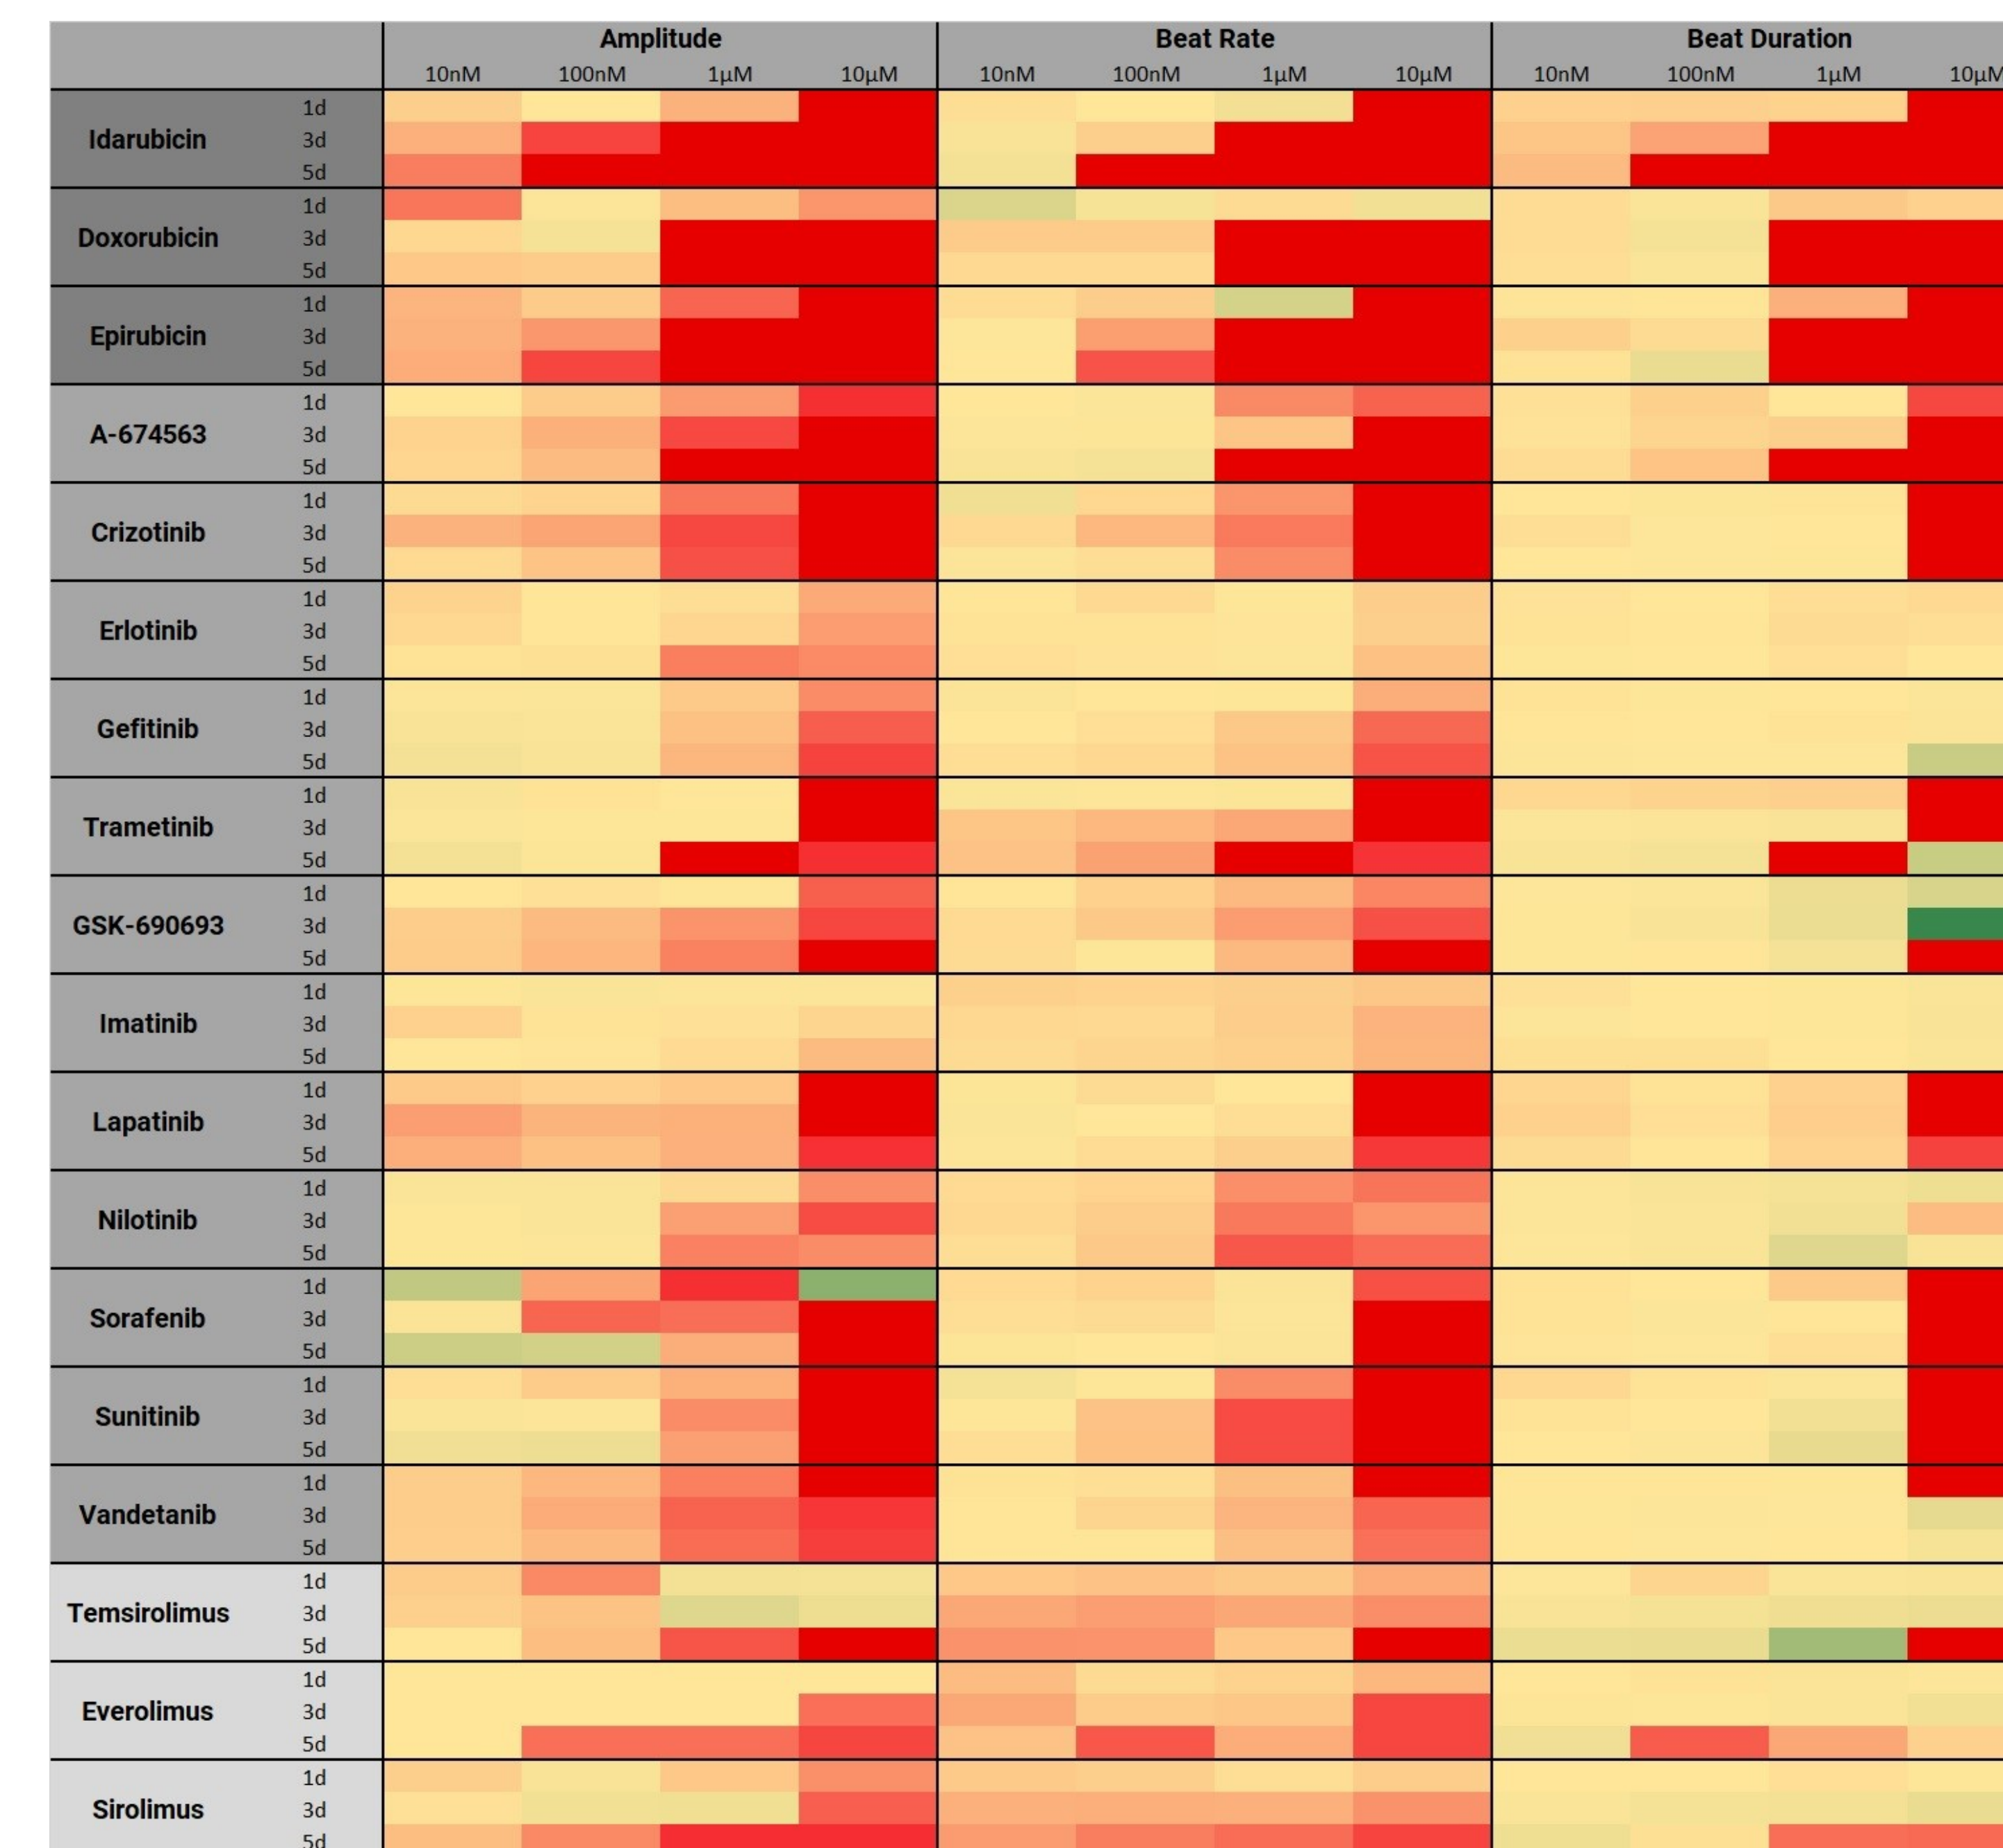 Amplitude Beat Rate Beat Duration
10nM 100nM 1µM 10µM 10nM 100nM 1µM 10µM 10nM 100nM 1µM 10µM
1d
Idarubicin 3d
5d
1d
Doxorubicin 3d
5d
1d
Epirubicin 3d
5d
1d
A-674563 3d
5d
1d
Crizotinib 3d
5d
1d
Erlotinib 3d
5d
1d
Gefitinib 3d
5d
1d
Trametinib 3d
5d
1d
GSK-690693 3d
5d
1d
Imatinib 3d
5d
1d
Lapatinib 3d
5d
1d
Nilotinib 3d
5d
1d
Sorafenib 3d
5d
1d
Sunitinib 3d
5d
1d
Vandetanib 3d
5d
1d
Temsirolimus 3d
5d
1d
Everolimus 3d
5d
1d
Sirolimus 3d
5d